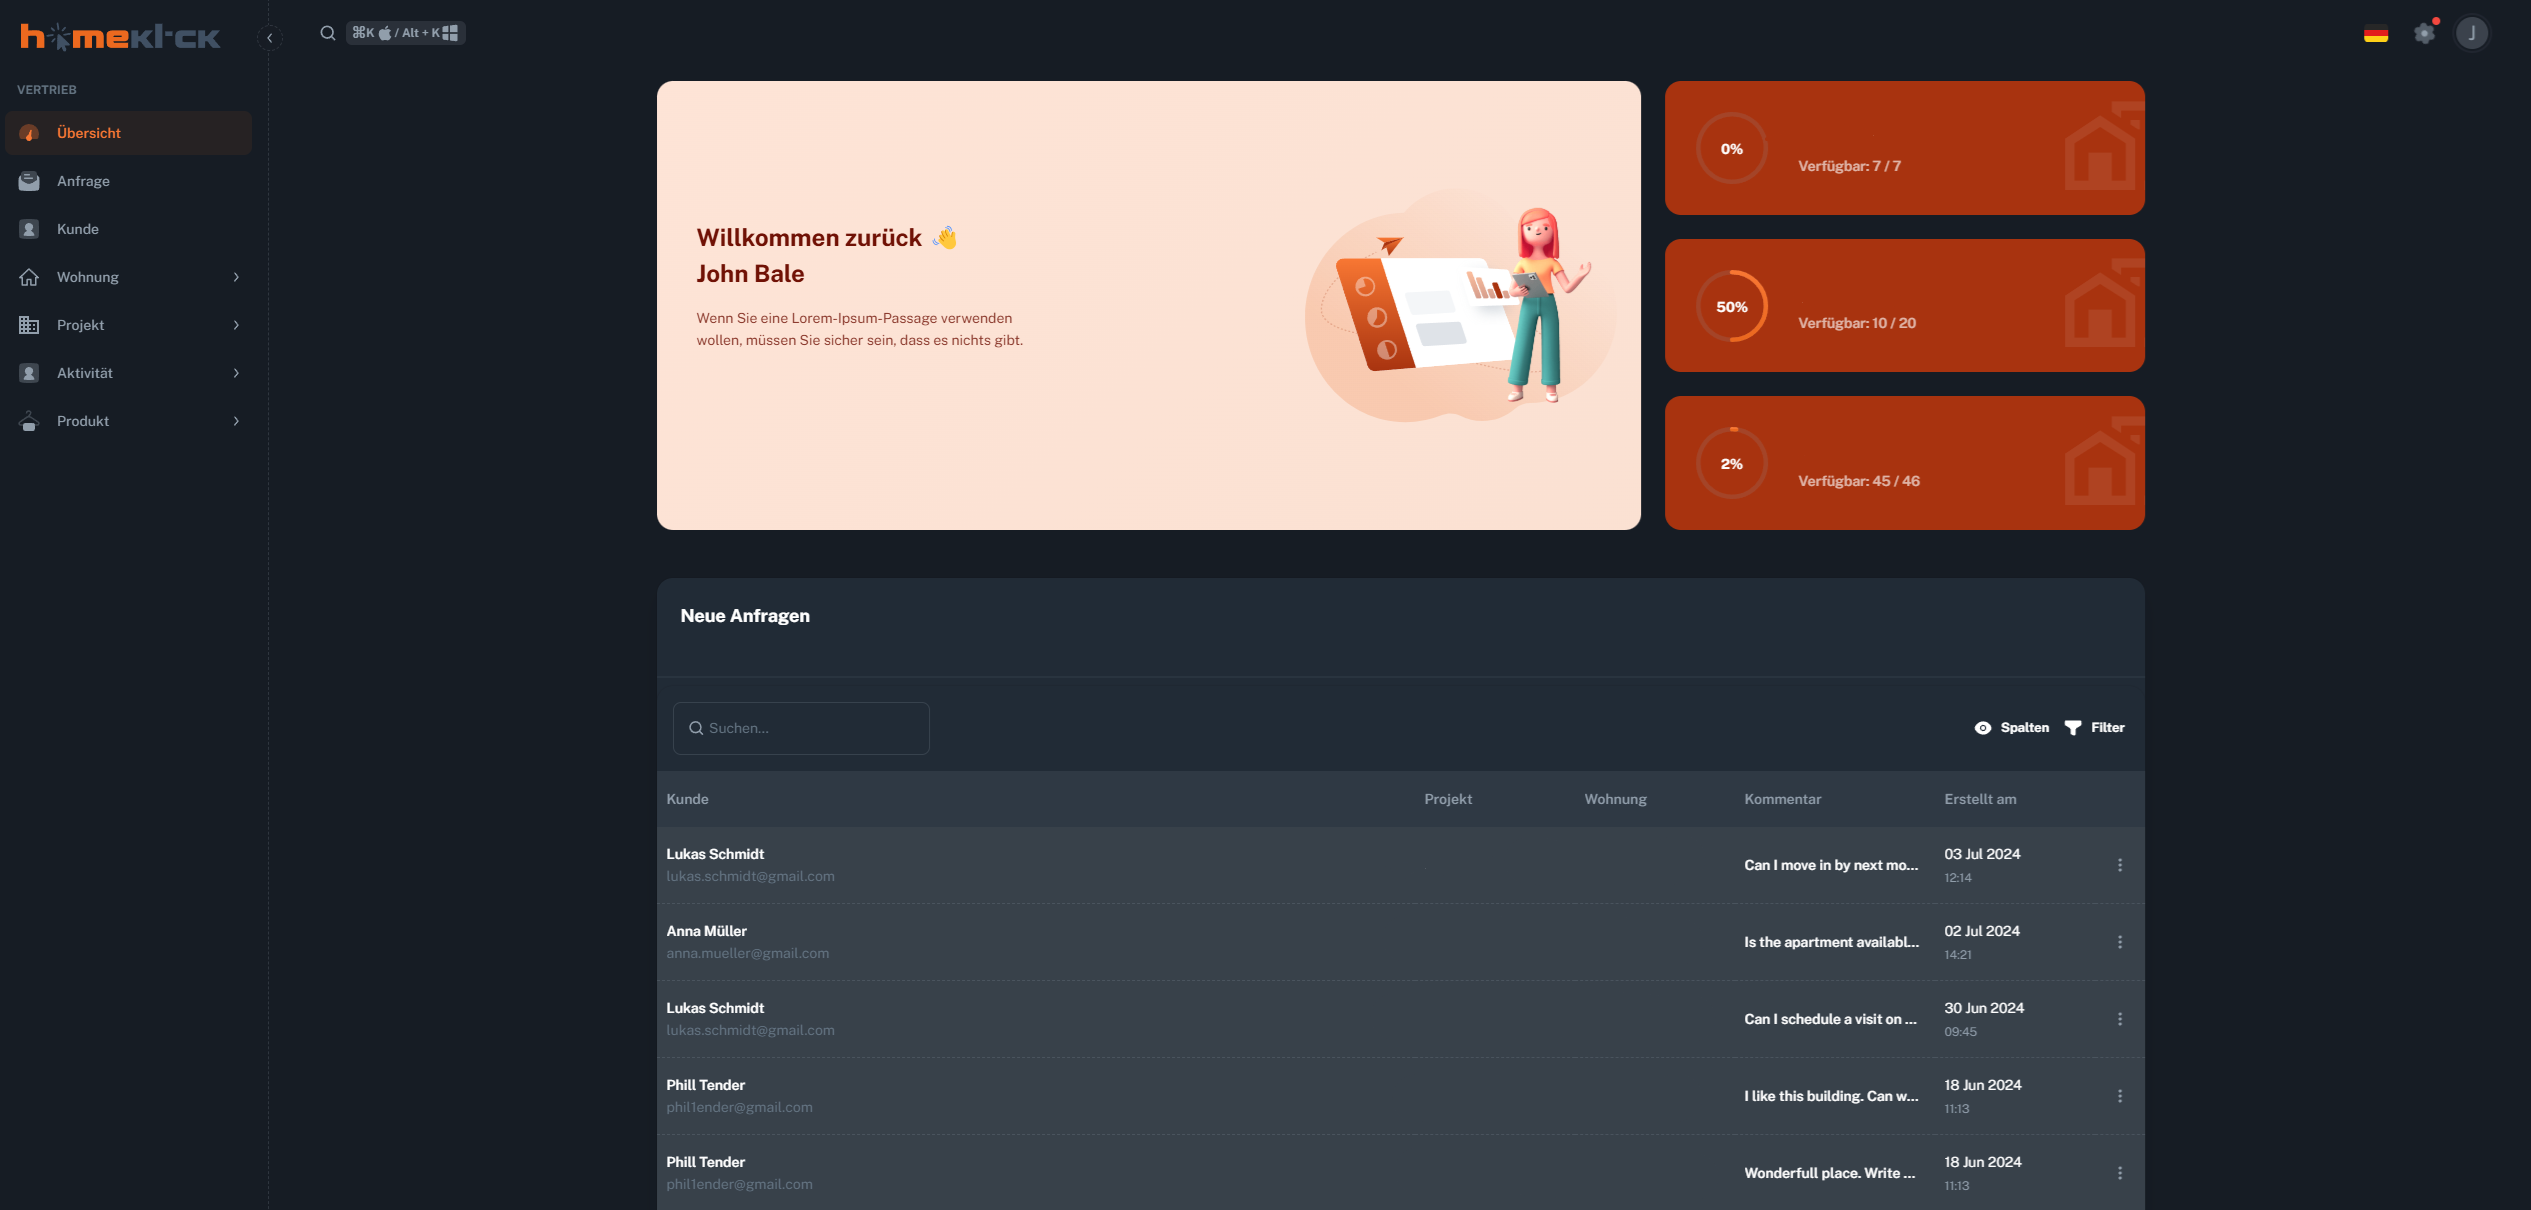 homeklick
⌘K / Alt + K
J
VERTRIEB
Übersicht
Anfrage
Kunde
Wohnung
Projekt
Aktivität
Produkt
Willkommen zurück 👋
John Bale
Wenn Sie eine Lorem-Ipsum-Passage verwenden
wollen, müssen Sie sicher sein, dass es nichts gibt.
0%
Verfügbar: 7 / 7
50%
Verfügbar: 10 / 20
2%
Verfügbar: 45 / 46
Neue Anfragen
Suchen...
Spalten
Filter
Kunde Projekt Wohnung Kommentar Erstellt am
Lukas Schmidt
lukas.schmidt@gmail.com
Can I move in by next mo...
03 Jul 2024
12:14
Anna Müller
anna.mueller@gmail.com
Is the apartment availabl...
02 Jul 2024
14:21
Lukas Schmidt
lukas.schmidt@gmail.com
Can I schedule a visit on ...
30 Jun 2024
09:45
Phill Tender
phil1ender@gmail.com
I like this building. Can w...
18 Jun 2024
11:13
Phill Tender
phil1ender@gmail.com
Wonderfull place. Write ...
18 Jun 2024
11:13